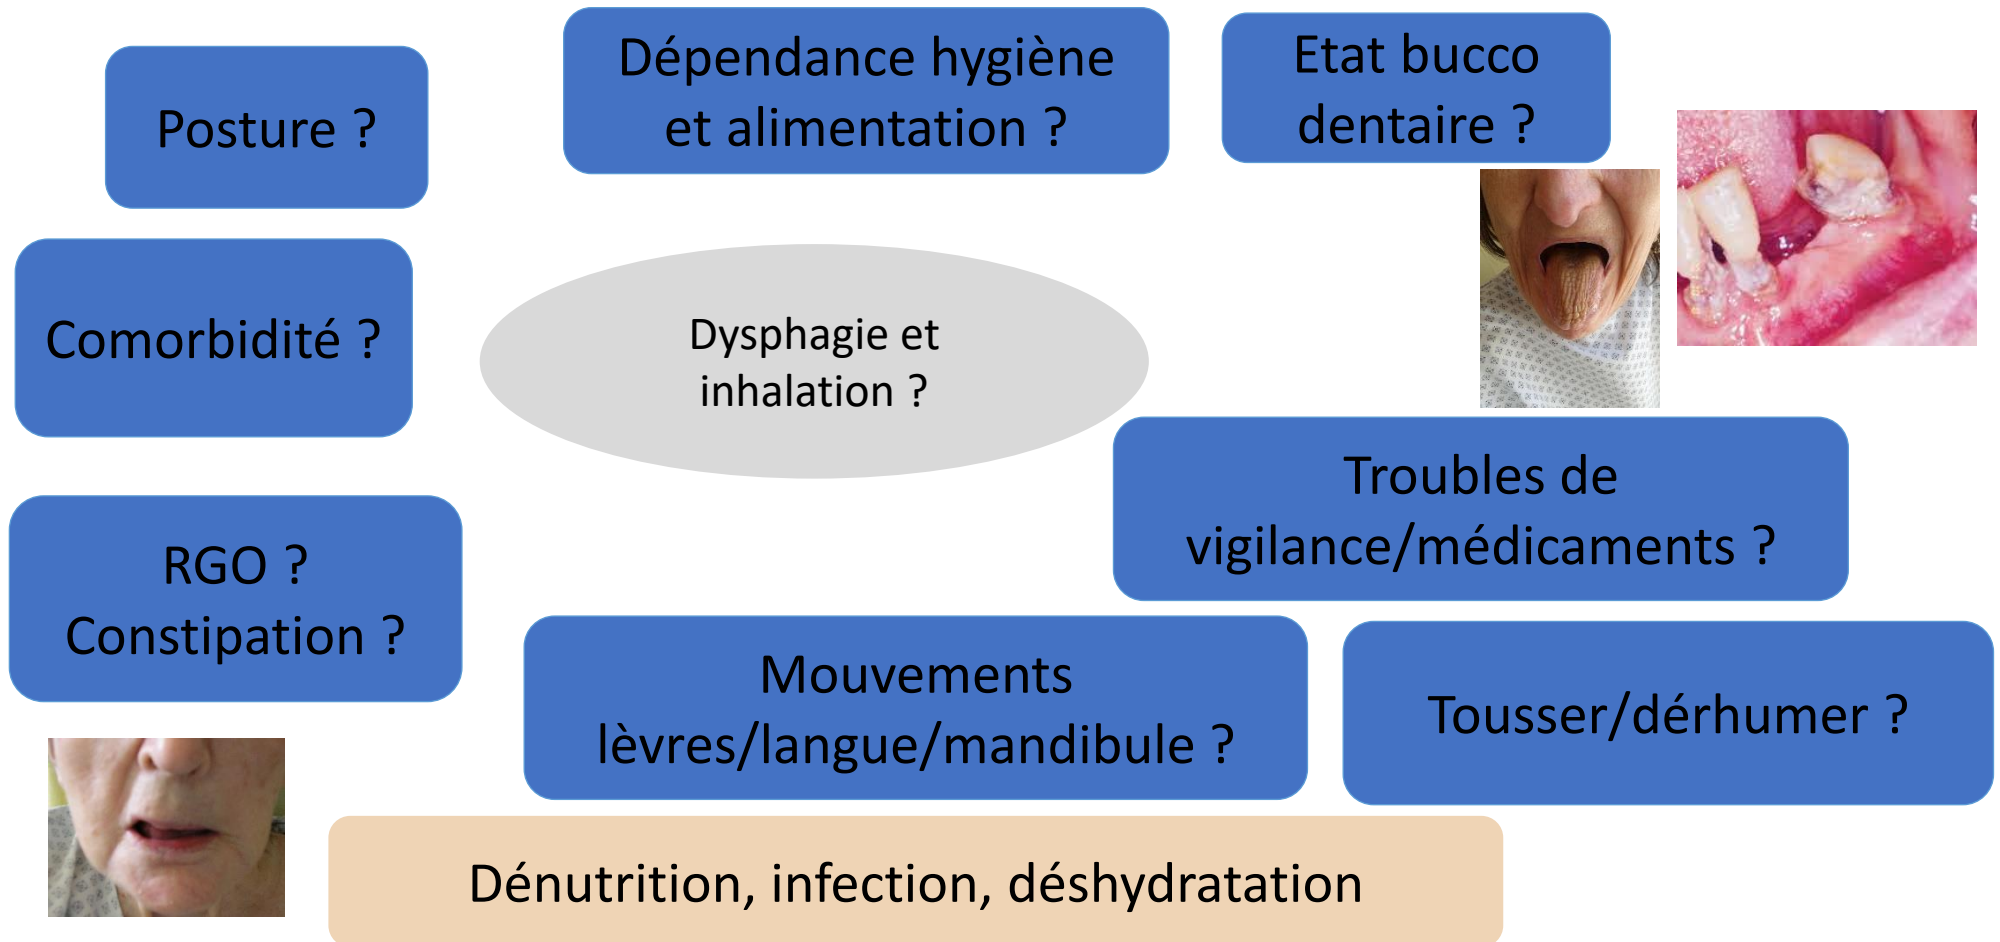 Posture ?
Dépendance hygiène
et alimentation ?
Etat bucco
dentaire ?
Comorbidité ?
Dysphagie et
inhalation ?
Troubles de
vigilance/médicaments ?
RGO ?
Constipation ?
Mouvements
lèvres/langue/mandibule ?
Tousser/dérhumer ?
Dénutrition, infection, déshydratation